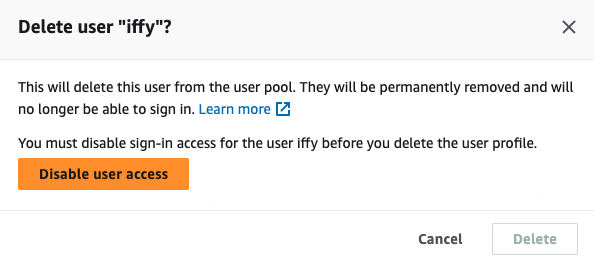 Delete user "iffy"?
This will delete this user from the user pool. They will be permanently removed and will
no longer be able to sign in. Learn more
You must disable sign-in access for the user iffy before you delete the user profile.
Disable user access
Cancel
Delete